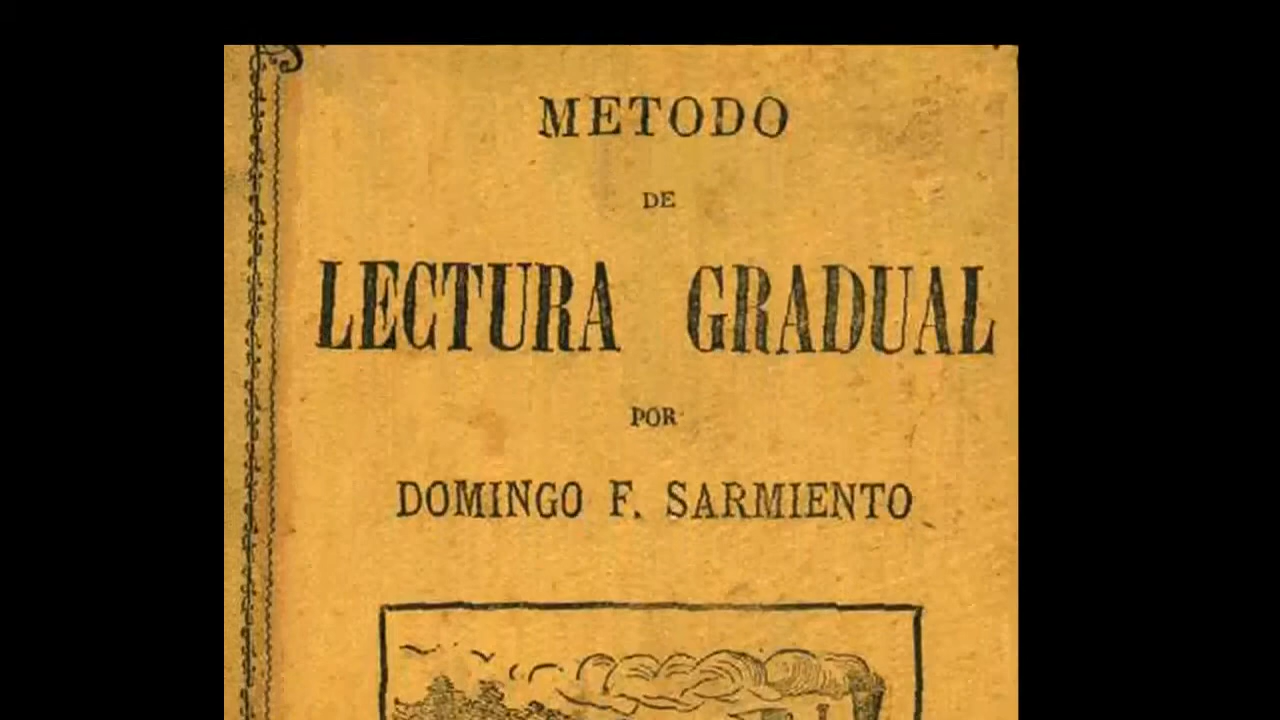 METODO
DE
LECTURA GRADUAL
POR
DOMINGO F. SARMIENTO